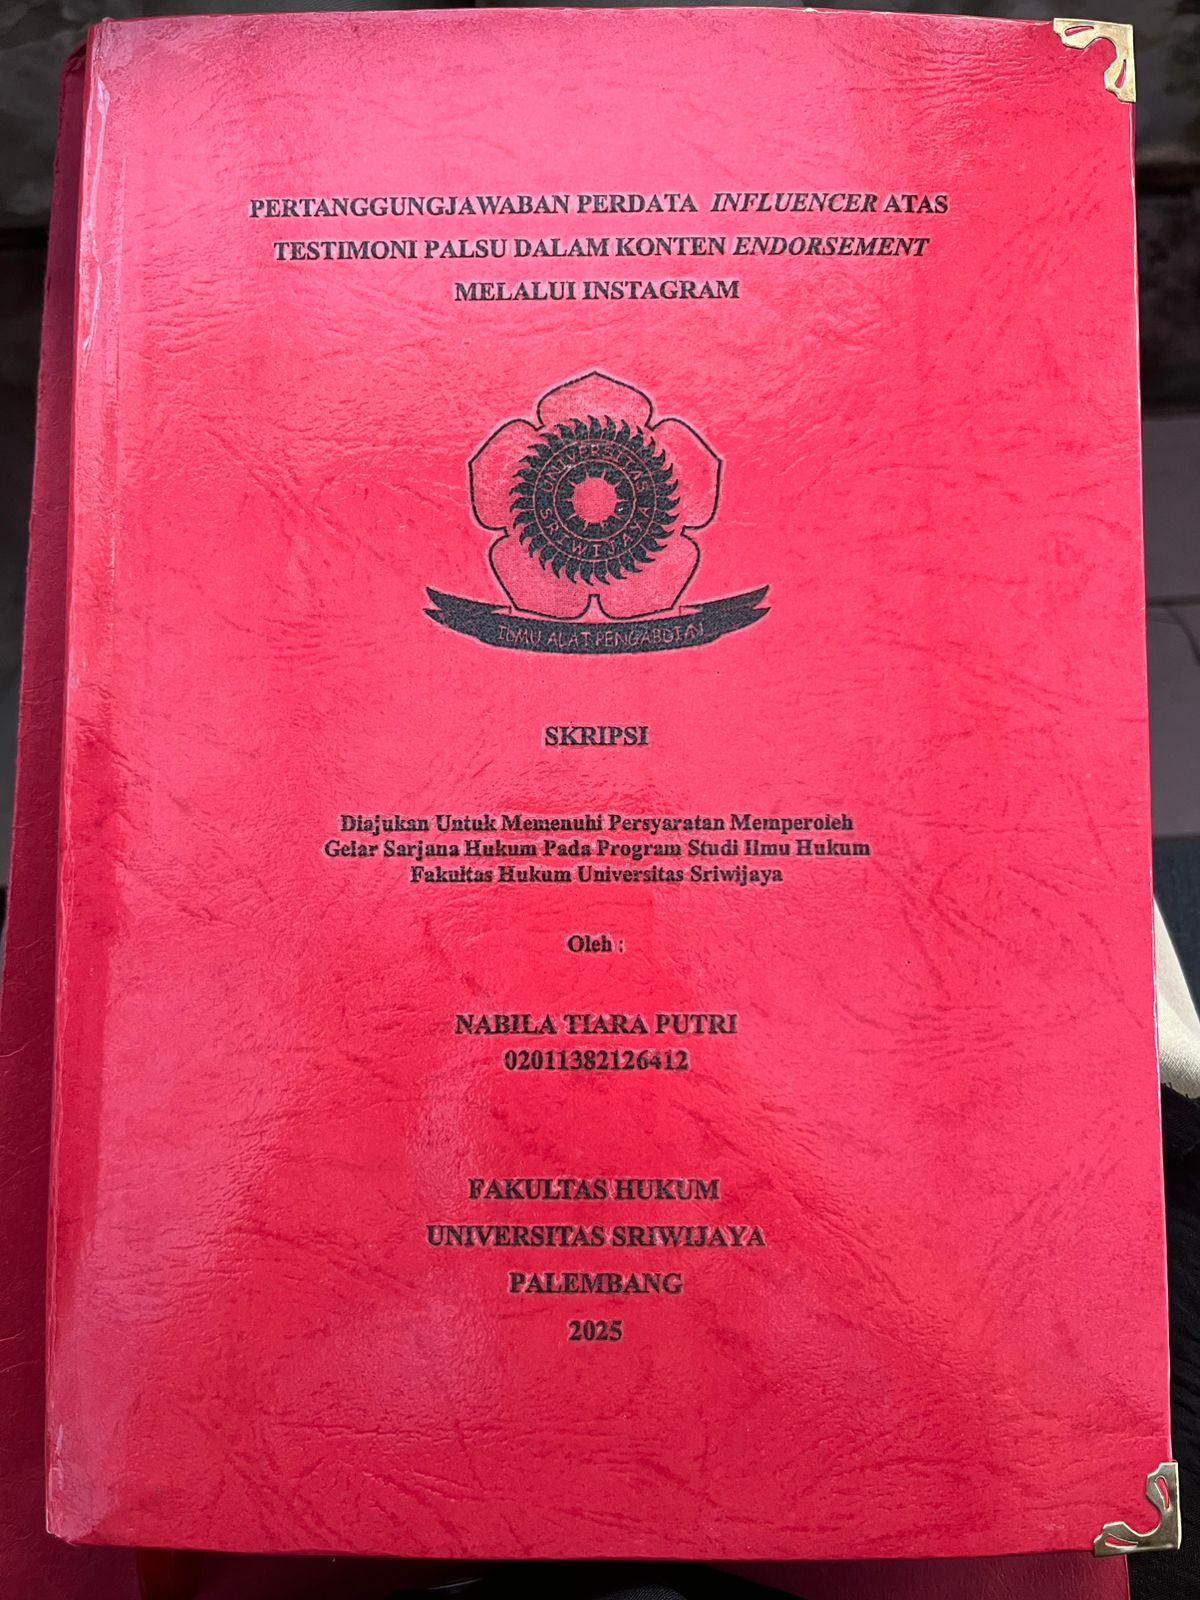 PERTANGGUNGJAWABAN PERDATA INFLUENCER ATAS
TESTIMONI PALSU DALAM KONTEN ENDORSEMENT
MELALUI INSTAGRAM
UNIVERSITAS
SRIWIJAYA
ILMU ALAT PENGABDIAN
SKRIPSI
Diajukan Untuk Memenuhi Persyaratan Memperoleh
Gelar Sarjana Hukum Pada Program Studi Ilmu Hukum
Fakultas Hukum Universitas Sriwijaya
Oleh :
NABILA TIARA PUTRI
02011382126412
FAKULTAS HUKUM
UNIVERSITAS SRIWIJAYA
PALEMBANG
2025